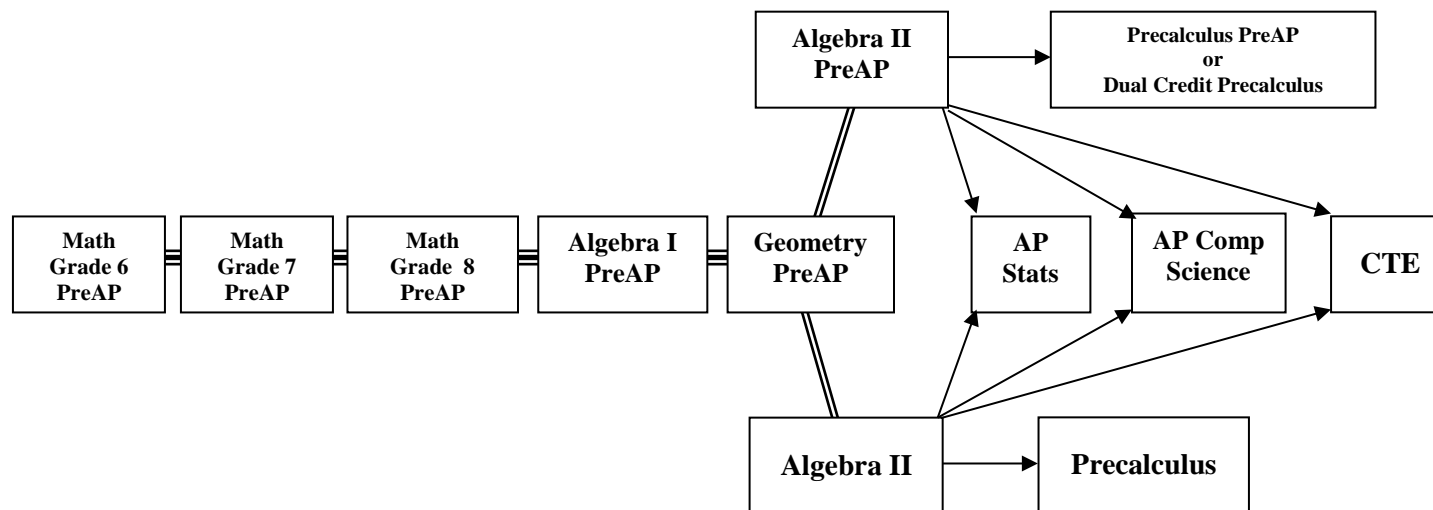 Algebra II
PreAP
Precalculus PreAP
or
Dual Credit Precalculus
Math
Grade 6
PreAP
Math
Grade 7
PreAP
Math
Grade  8
PreAP
Algebra I
PreAP
Geometry
PreAP
AP
Stats
AP Comp
Science
CTE
Algebra II
Precalculus